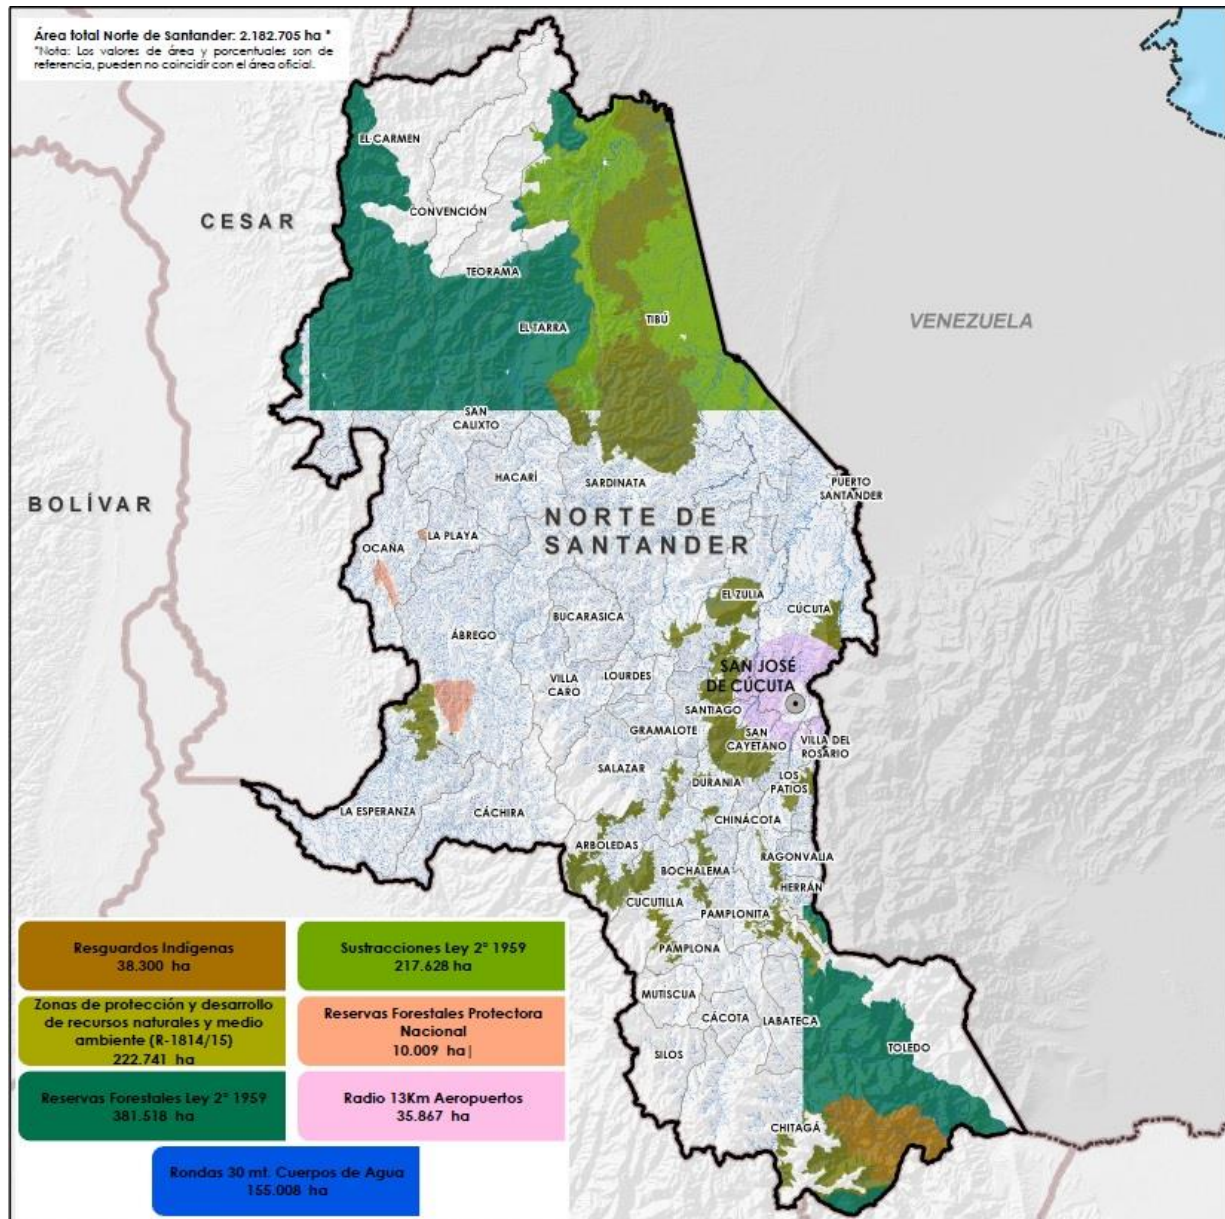 Área total Norte de Santander: 2.182.705 ha *
*Nota: Los valores de área y porcentuales son de
referencia, pueden no coincidir con el área oficial.
EL CARMEN
CESAR
CONVENCIÓN
TEORAMA
EL TARRA
TIBÚ
VENEZUELA
SAN
CALIXTO
HACARÍ
SARDINATA
PUERTO
SANTANDER
BOLÍVAR
NORTE DE
SANTANDER
OCAÑA
LA PLAYA
EL ZULIA
CÚCUTA
BUCARASICA
ÁBREGO
VILLA
CARO
LOURDES
SAN JOSÉ
DE CÚCUTA
SANTIAGO
GRAMALOTE
SAN
CAYETANO
VILLA DEL
ROSARIO
SALAZAR
DURANIA
LOS
PATIOS
LA ESPERANZA
CÁCHIRA
CHINÁCOTA
ARBOLEDAS
BOCHALEMA
RAGONVALIA
HERRÁN
CUCUTILLA
PAMPLONITA
PAMPLONA
MUTISCUA
CÁCOTA
LABATECA
SILOS
TOLEDO
CHITAGÁ
Resguardos Indígenas
38.300 ha
Sustracciones Ley 2° 1959
217.628 ha
Zonas de protección y desarrollo
de recursos naturales y medio
ambiente (R-1814/15)
222.741 ha
Reservas Forestales Protectora
Nacional
10.009 ha|
Reservas Forestales Ley 2° 1959
381.518 ha
Radio 13Km Aeropuertos
35.867 ha
Rondas 30 mt. Cuerpos de Agua
155.008 ha